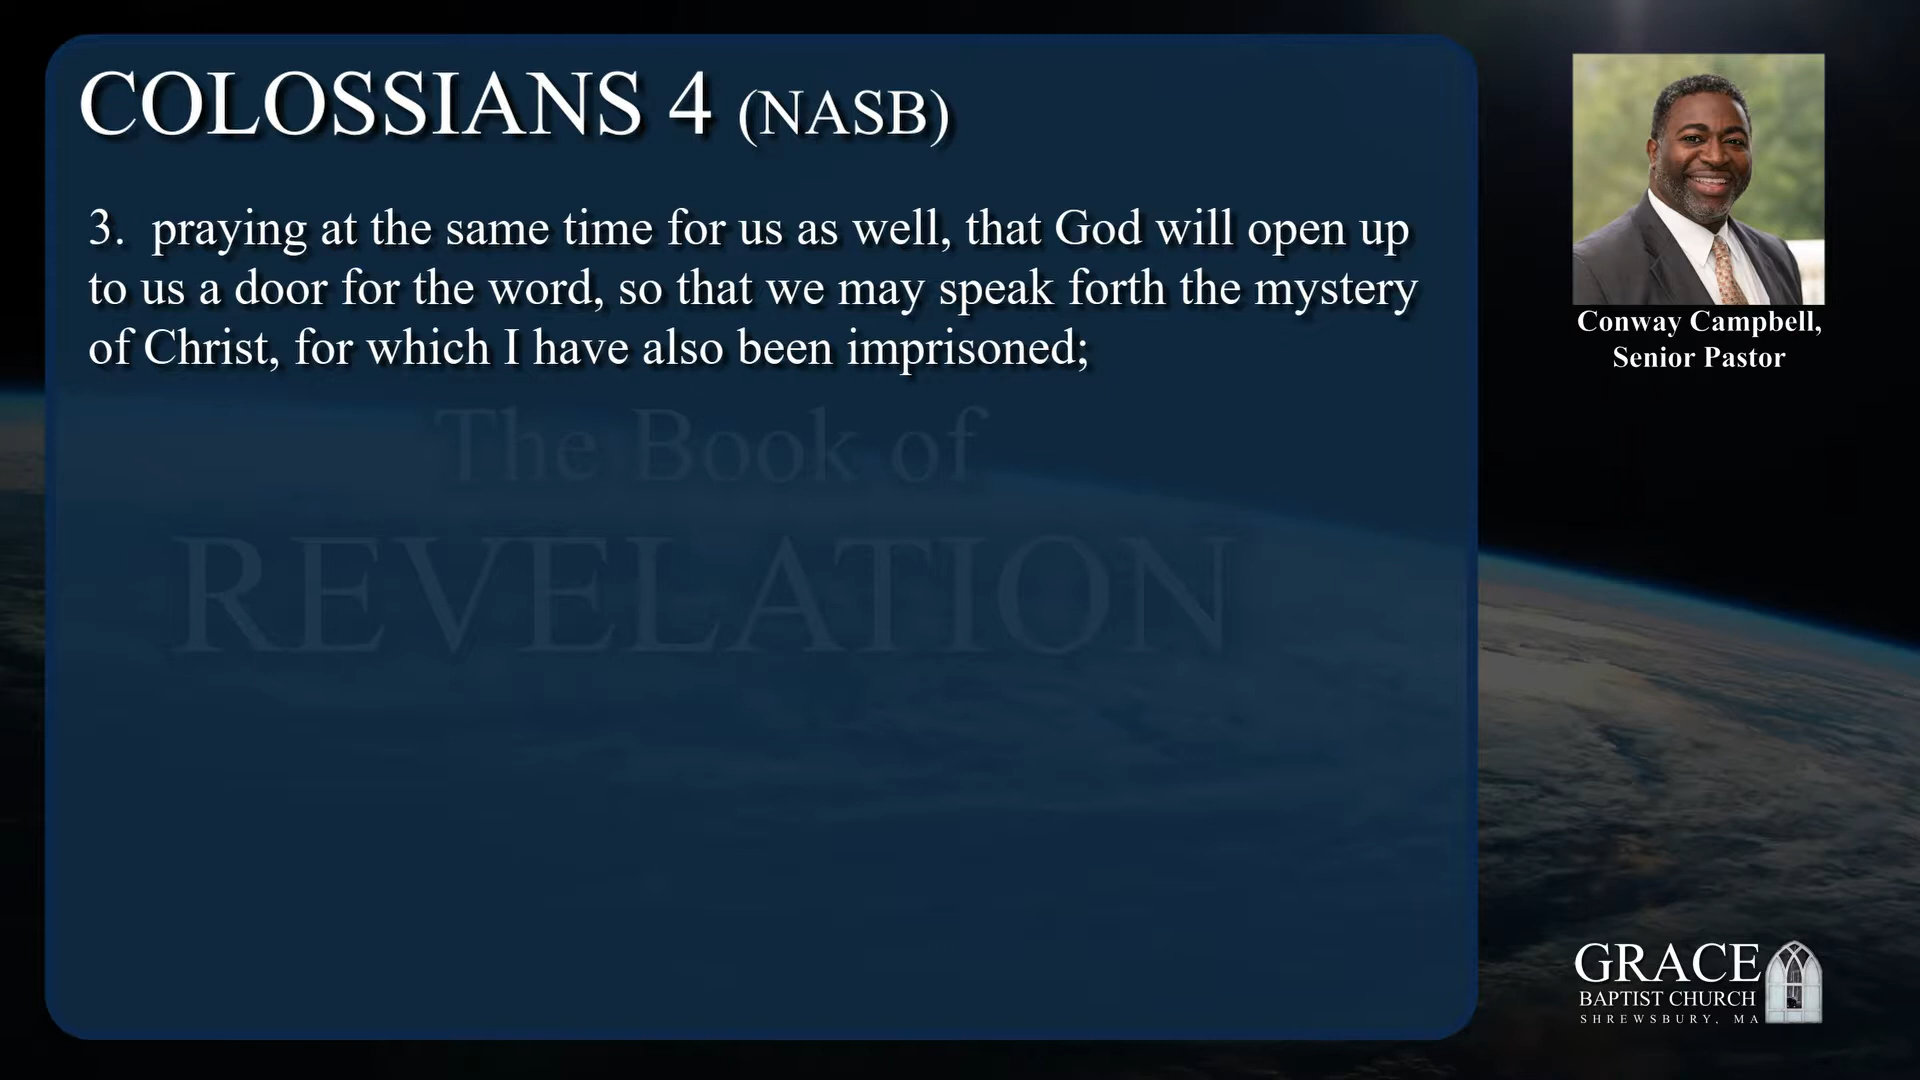 COLOSSIANS 4 (NASB)
3. praying at the same time for us as well, that God will open up
to us a door for the word, so that we may speak forth the mystery
of Christ, for which I have also been imprisoned;
The Book of
REVELATION
Conway Campbell,
Senior Pastor
GRACE
BAPTIST CHURCH
SHREWSBURY, MA